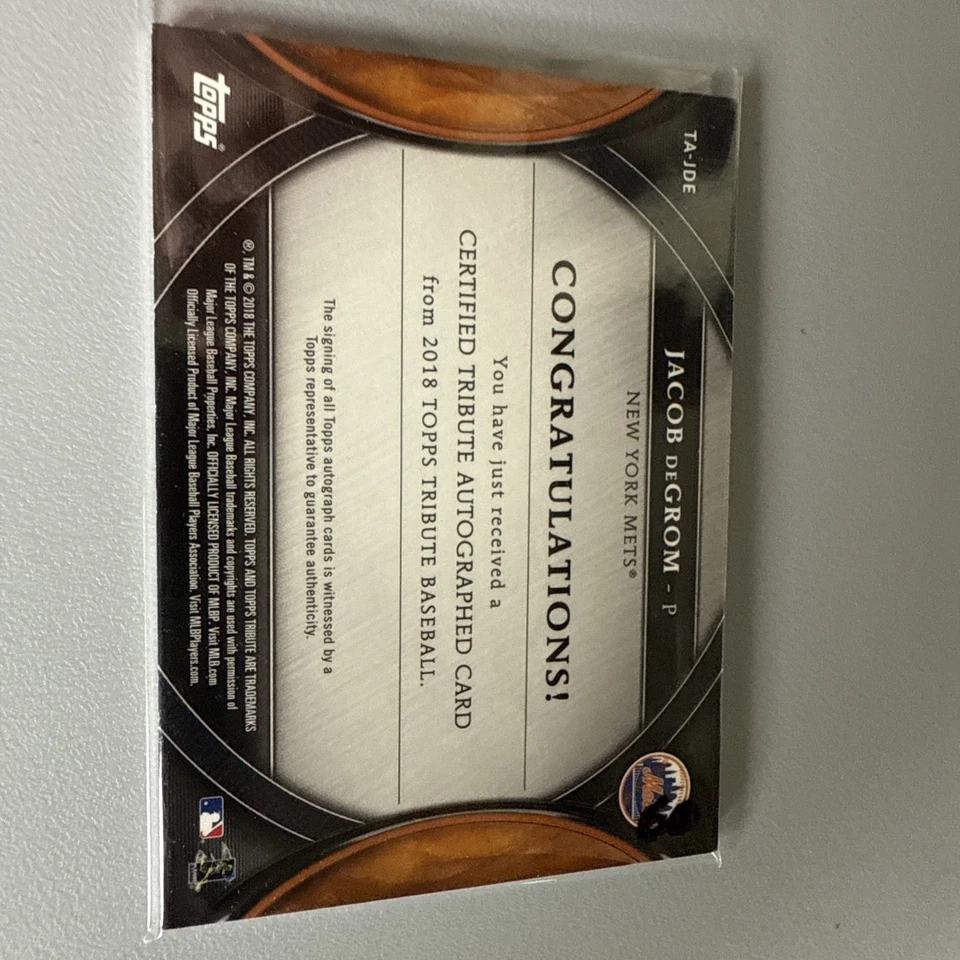 TA-JDE
JACOB DEGROM - P
NEW YORK METS®
CONGRATULATIONS!
You have just received a
CERTIFIED TRIBUTE AUTOGRAPHED CARD
from 2018 TOPPS TRIBUTE BASEBALL.
The signing of all Topps autograph cards is witnessed by a
Topps representative to guarantee authenticity.
®, TM & © 2018 THE TOPPS COMPANY, INC. ALL RIGHTS RESERVED. TOPPS AND TOPPS TRIBUTE ARE TRADEMARKS
OF THE TOPPS COMPANY, INC. Major League Baseball trademarks and copyrights are used with permission of
Major League Baseball Properties, Inc. OFFICIALLY LICENSED PRODUCT OF MLBP. Visit MLB.com
Officially Licensed Product of Major League Baseball Players Association. Visit MLBPlayers.com.
topps